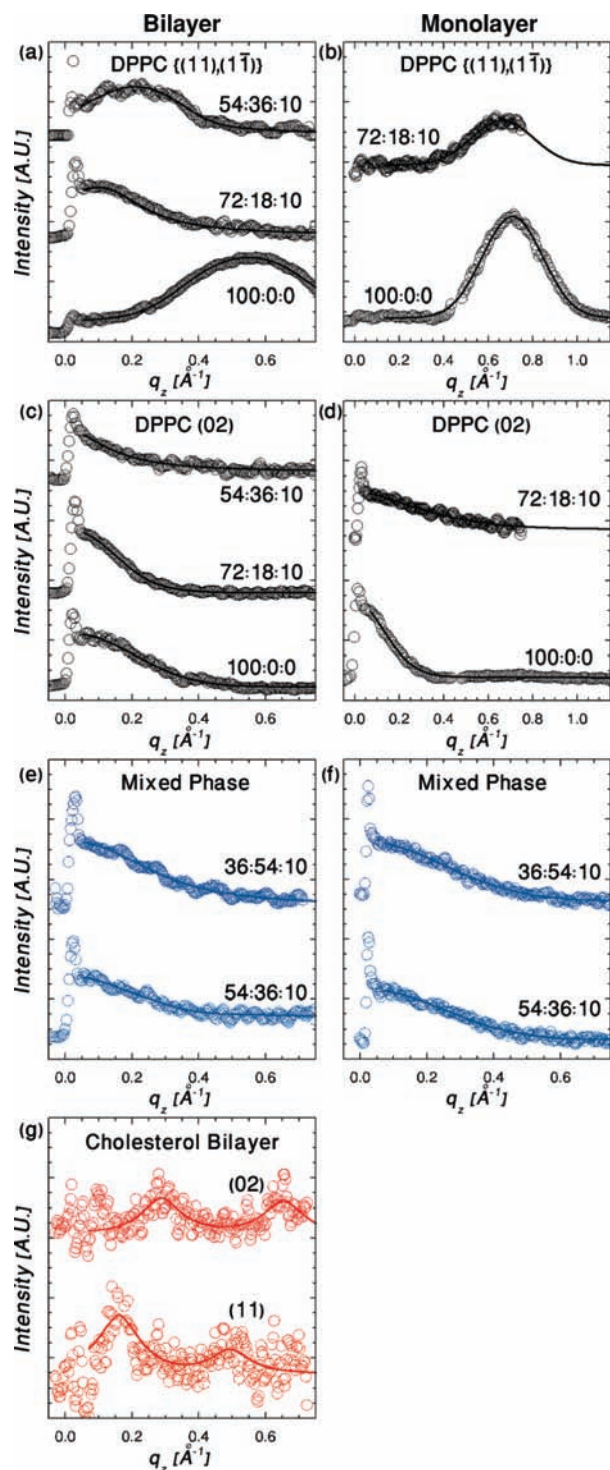 Bilayer
Monolayer
(a)
DPPC {(11),(11̄)}
54:36:10
72:18:10
100:0:0
Intensity [A.U.]
0.0 0.2 0.4 0.6
q_z [Å⁻¹]
(b)
DPPC {(11),(11̄)}
72:18:10
100:0:0
0.0 0.2 0.4 0.6 0.8 1.0
q_z [Å⁻¹]
(c)
DPPC (02)
54:36:10
72:18:10
100:0:0
Intensity [A.U.]
0.0 0.2 0.4 0.6
q_z [Å⁻¹]
(d)
DPPC (02)
72:18:10
100:0:0
0.0 0.2 0.4 0.6 0.8 1.0
q_z [Å⁻¹]
(e)
Mixed Phase
36:54:10
54:36:10
Intensity [A.U.]
0.0 0.2 0.4 0.6
q_z [Å⁻¹]
(f)
Mixed Phase
36:54:10
54:36:10
0.0 0.2 0.4 0.6
q_z [Å⁻¹]
(g)
Cholesterol Bilayer
(02)
(11)
Intensity [A.U.]
0.0 0.2 0.4 0.6
q_z [Å⁻¹]